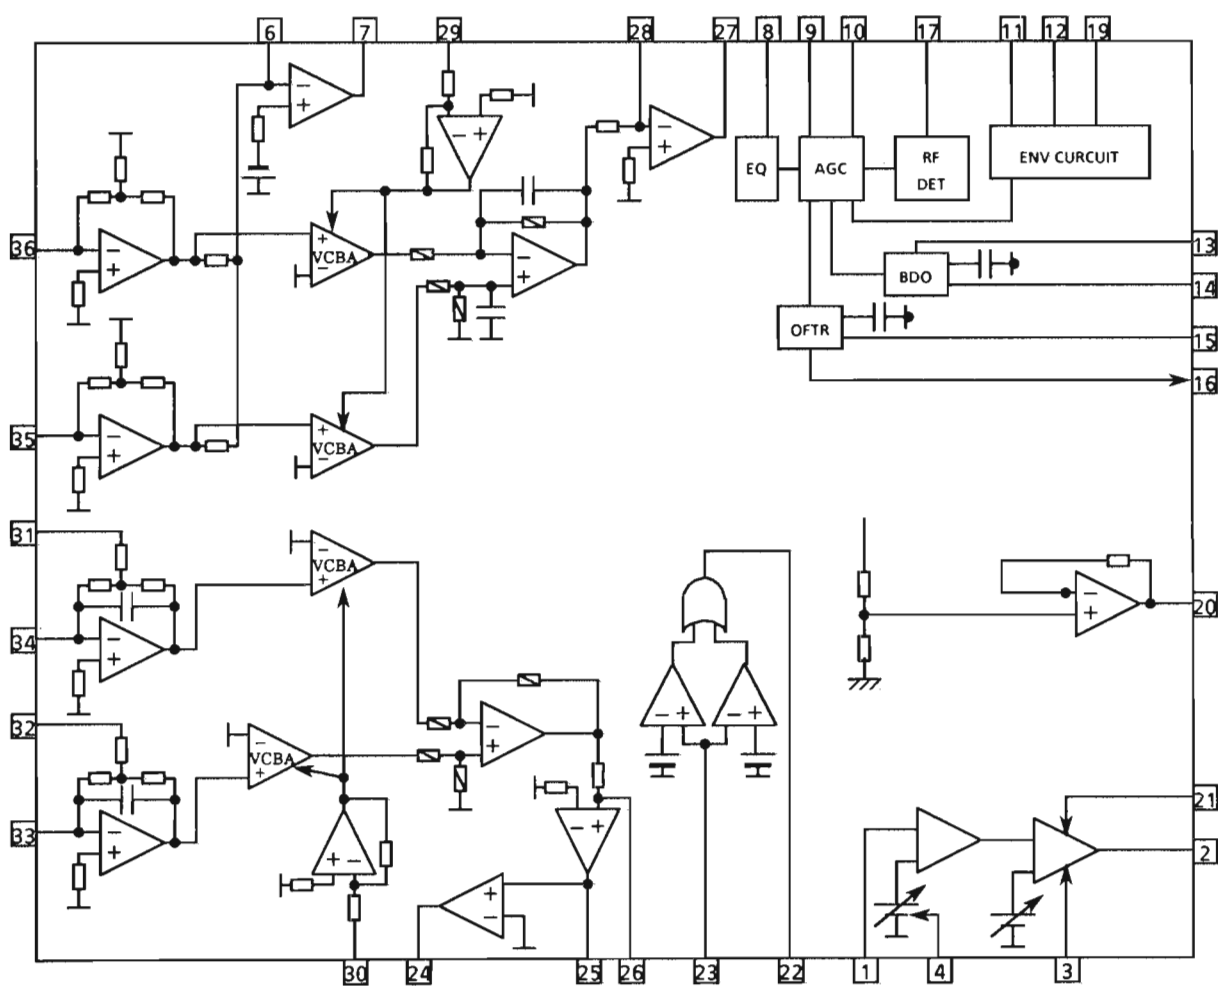 6 7 29 28 27 8 9 10 17 11 12 19
− +
− +
− +
EQ AGC RF DET ENV CURCUIT
36 − +
+ VCBA −
− +
13
BDO
14
OFTR
15
16
35 − +
+ VCBA −
31
− VCBA +
34 − +
20
− +
32
− VCBA +
− +
− + − +
33 − +
21
− +
2
+ −
+ −
30 24 25 26 23 22 1 4 3